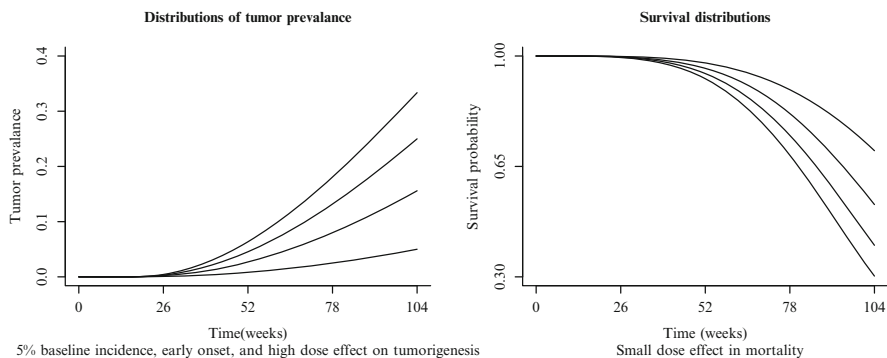 Distributions of tumor prevalance
Tumor prevalance
0.4
0.3
0.2
0.1
0.0
0 26 52 78 104
Time(weeks)
5% baseline incidence, early onset, and high dose effect on tumorigenesis
Survival distributions
Survival probability
1.00
0.65
0.30
0 26 52 78 104
Time (weeks)
Small dose effect in mortality